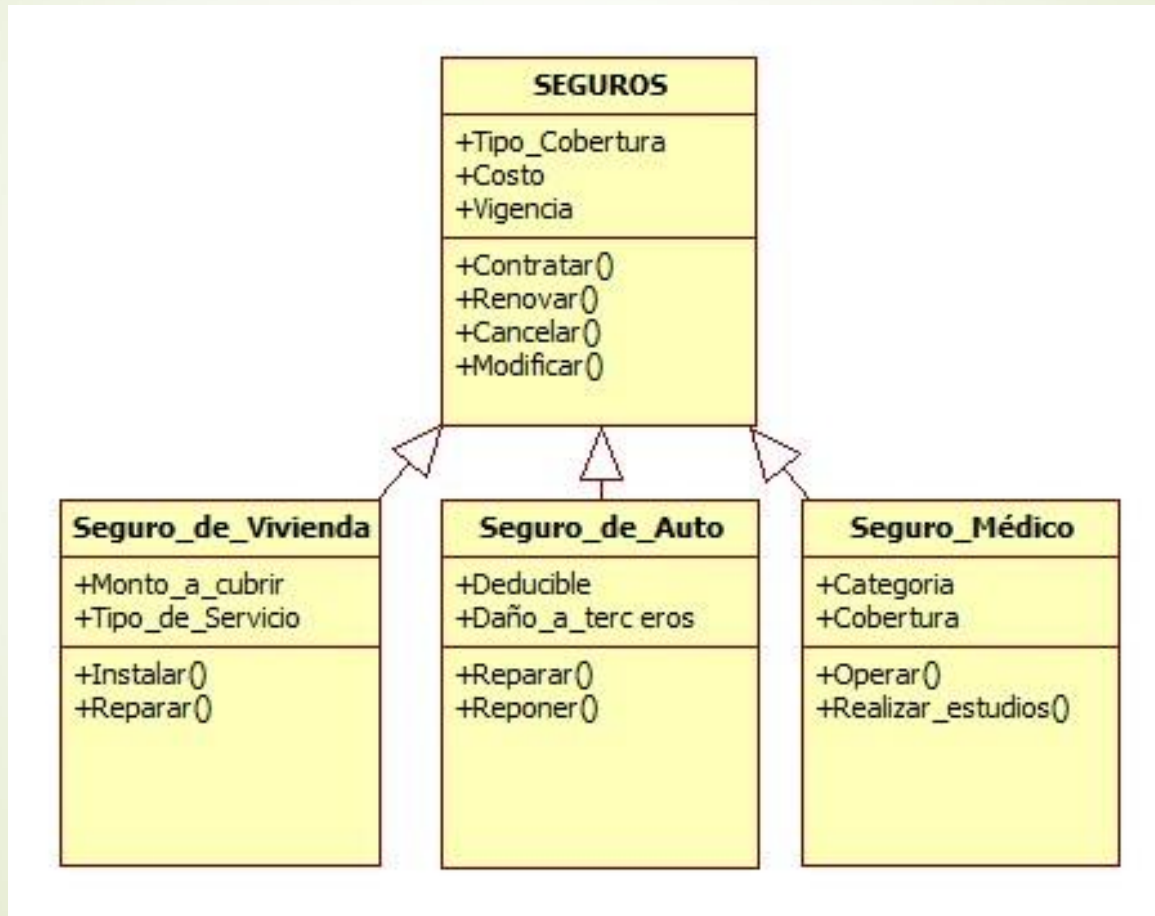 SEGUROS
+Tipo_Cobertura
+Costo
+Vigencia
+Contratar()
+Renovar()
+Cancelar()
+Modificar()
Seguro_de_Vivienda
+Monto_a_cubrir
+Tipo_de_Servicio
+Instalar()
+Reparar()
Seguro_de_Auto
+Deducible
+Daño_a_terc eros
+Reparar()
+Reponer()
Seguro_Médico
+Categoria
+Cobertura
+Operar()
+Realizar_estudios()